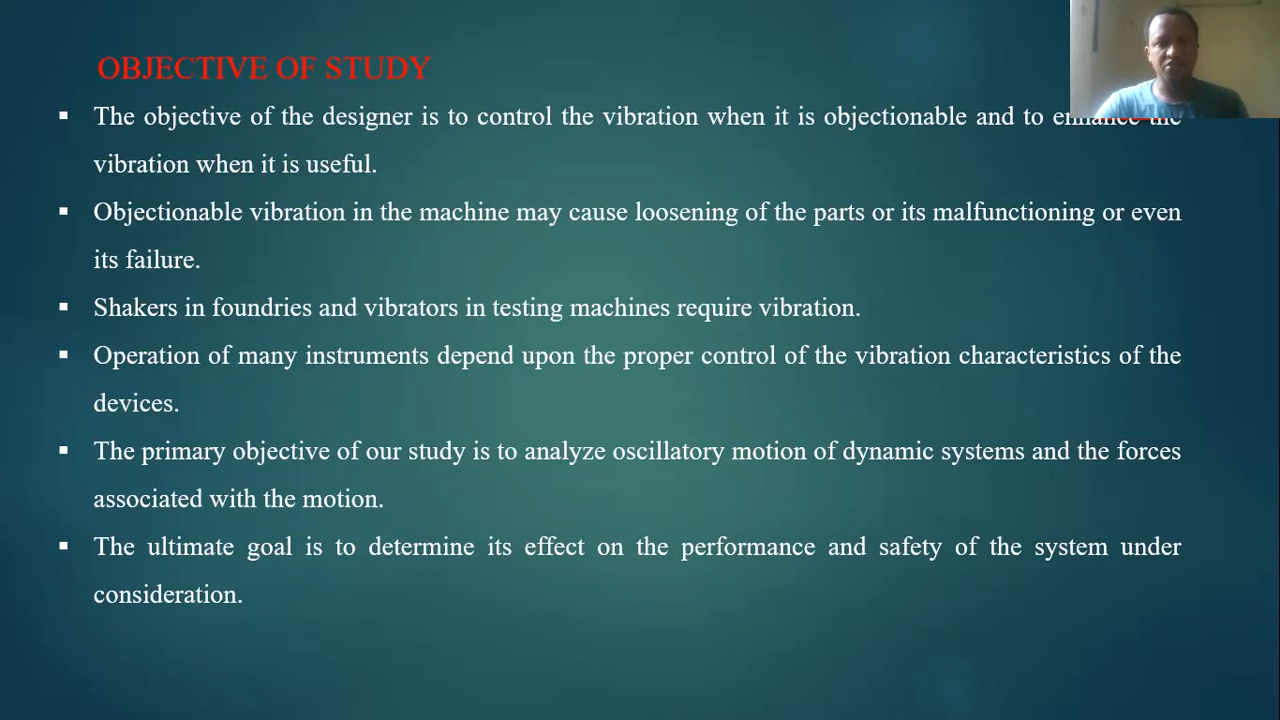 OBJECTIVE OF STUDY
▪ The objective of the designer is to control the vibration when it is objectionable and to enhance the
vibration when it is useful.
▪ Objectionable vibration in the machine may cause loosening of the parts or its malfunctioning or even
its failure.
▪ Shakers in foundries and vibrators in testing machines require vibration.
▪ Operation of many instruments depend upon the proper control of the vibration characteristics of the
devices.
▪ The primary objective of our study is to analyze oscillatory motion of dynamic systems and the forces
associated with the motion.
▪ The ultimate goal is to determine its effect on the performance and safety of the system under
consideration.